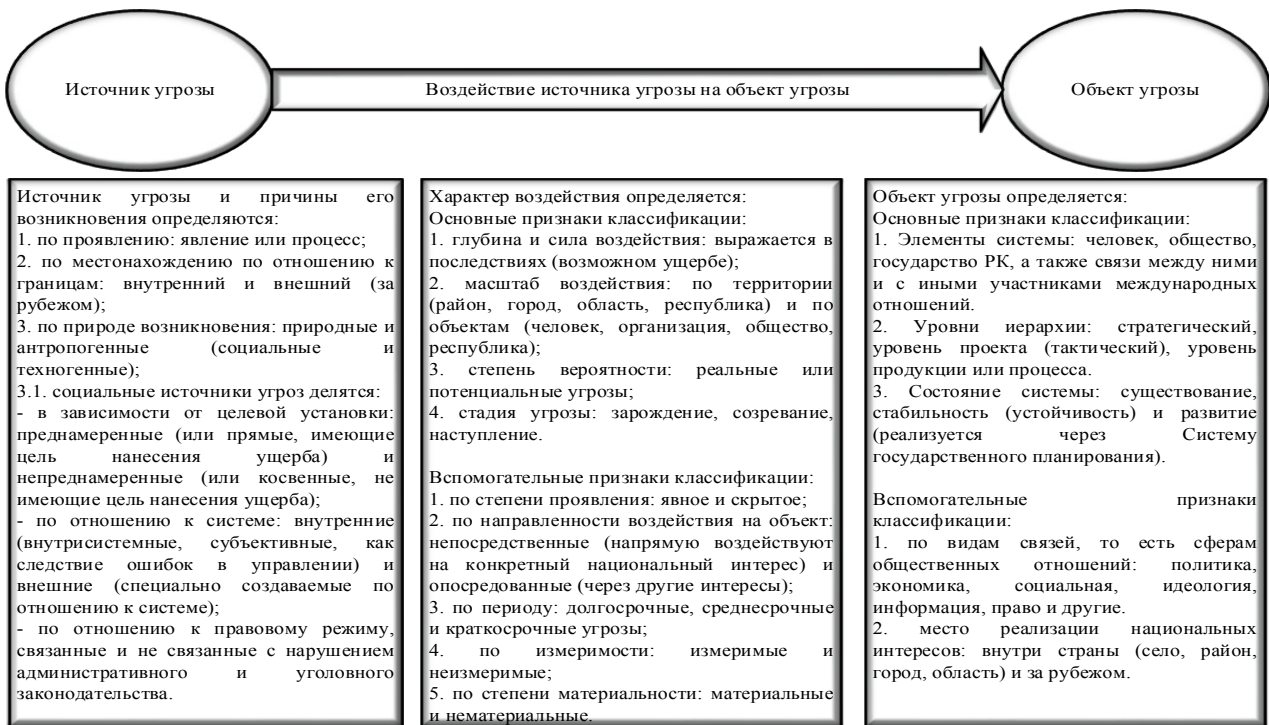 Источник угрозы
Воздействие источника угрозы на объект угрозы
Объект угрозы
Источник угрозы и причины его
возникновения определяются:
1. по проявлению: явление или процесс;
2. по местонахождению по отношению к
границам: внутренний и внешний (за
рубежом);
3. по природе возникновения: природные и
антропогенные (социальные и
техногенные);
3.1. социальные источники угроз делятся:
- в зависимости от целевой установки:
преднамеренные (или прямые, имеющие
цель нанесения ущерба) и
непреднамеренные (или косвенные, не
имеющие цель нанесения ущерба);
- по отношению к системе: внутренние
(внутрисистемные, субъективные, как
следствие ошибок в управлении) и
внешние (специально создаваемые по
отношению к системе);
- по отношению к правовому режиму,
связанные и не связанные с нарушением
административного и уголовного
законодательства.
Характер воздействия определяется:
Основные признаки классификации:
1. глубина и сила воздействия: выражается в
последствиях (возможном ущербе);
2. масштаб воздействия: по территории
(район, город, область, республика) и по
объектам (человек, организация, общество,
республика);
3. степень вероятности: реальные или
потенциальные угрозы;
4. стадия угрозы: зарождение, созревание,
наступление.
Вспомогательные признаки классификации:
1. по степени проявления: явное и скрытое;
2. по направленности воздействия на объект:
непосредственные (напрямую воздействуют
на конкретный национальный интерес) и
опосредованные (через другие интересы);
3. по периоду: долгосрочные, среднесрочные
и краткосрочные угрозы;
4. по измеримости: измеримые и
неизмеримые;
5. по степени материальности: материальные
и нематериальные.
Объект угрозы определяется:
Основные признаки классификации:
1. Элементы системы: человек, общество,
государство РК, а также связи между ними
и с иными участниками международных
отношений.
2. Уровни иерархии: стратегический,
уровень проекта (тактический), уровень
продукции или процесса.
3. Состояние системы: существование,
стабильность (устойчивость) и развитие
(реализуется через Систему
государственного планирования).
Вспомогательные признаки
классификации:
1. по видам связей, то есть сферам
общественных отношений: политика,
экономика, социальная, идеология,
информация, право и другие.
2. место реализации национальных
интересов: внутри страны (село, район,
город, область) и за рубежом.